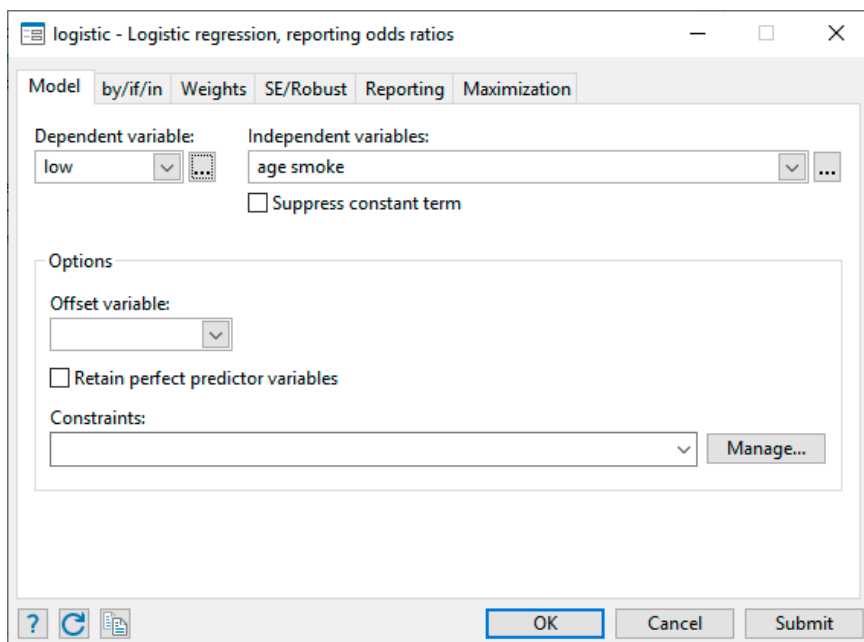 logistic - Logistic regression, reporting odds ratios
Model by/if/in Weights SE/Robust Reporting Maximization
Dependent variable: Independent variables:
low ... age smoke ...
Suppress constant term
Options
Offset variable:
Retain perfect predictor variables
Constraints:
Manage...
? OK Cancel Submit